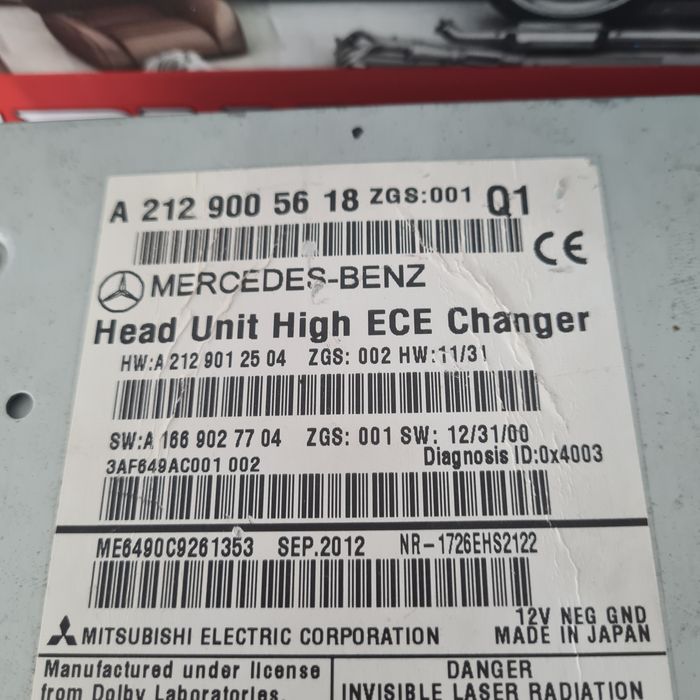 A 212 900 56 18 ZGS:001 Q1
CE
MERCEDES-BENZ
Head Unit High ECE Changer
HW:A 212 901 25 04 ZGS: 002 HW:11/31
SW:A 166 902 77 04 ZGS: 001 SW: 12/31/00
3AF649AC001 002 Diagnosis ID:0x4003
ME6490C9261353 SEP.2012 NR-1726EHS2122
12V NEG GND
MITSUBISHI ELECTRIC CORPORATION MADE IN JAPAN
Manufactured under license
from Dolby Laboratories.
DANGER
INVISIBLE LASER RADIATION